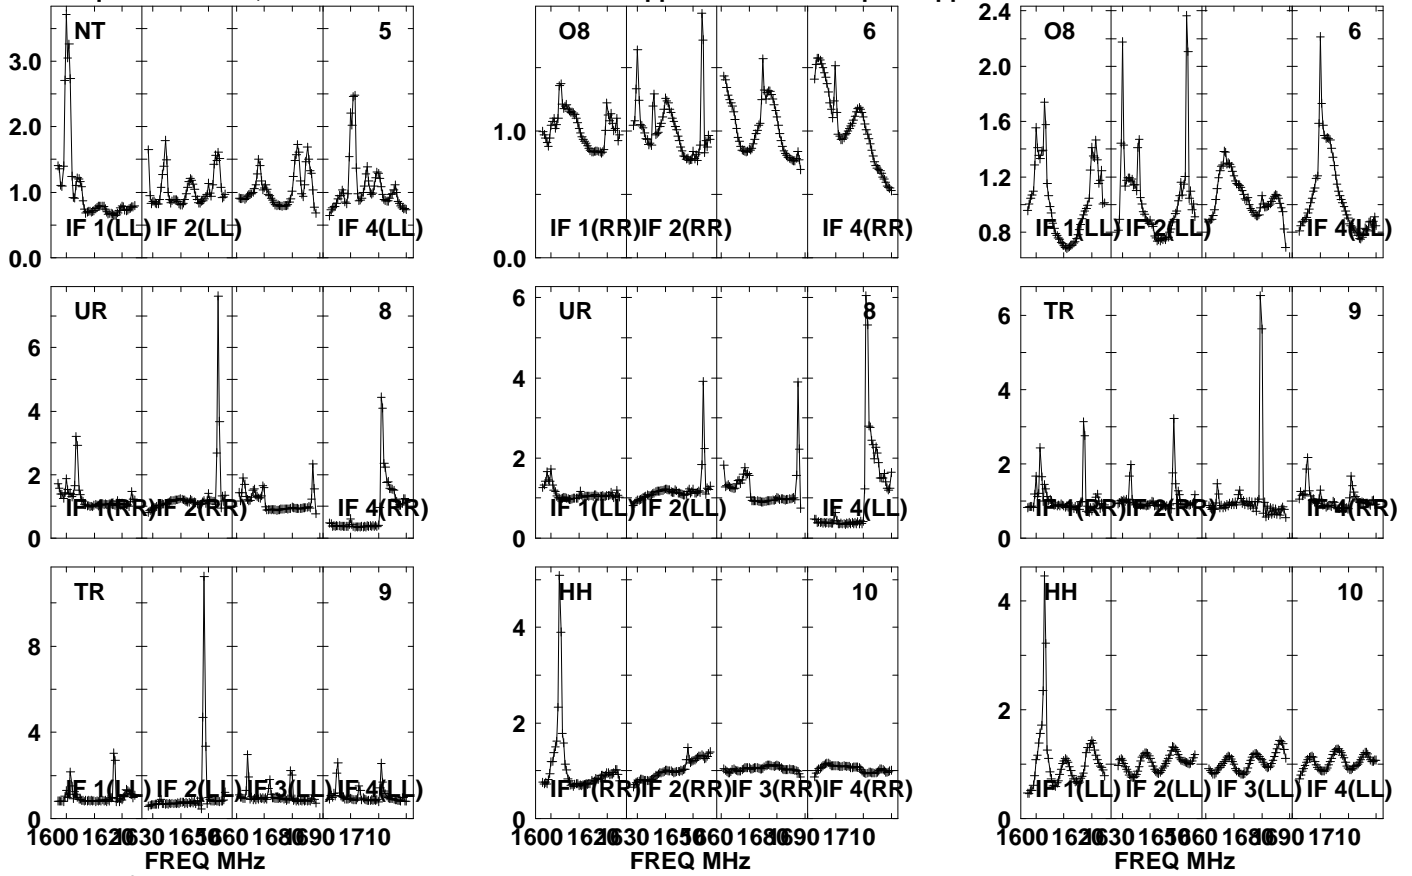 NT 5
3.0
2.0
1.0
0.0
IF 1(LL) IF 2(LL) IF 4(LL)
O8 6
1.0
0.0
IF 1(RR) IF 2(RR) IF 4(RR)
O8 6
2.4
2.0
1.6
1.2
0.8
IF 1(LL) IF 2(LL) IF 4(LL)
UR 8
6
4
2
0
IF 1(RR) IF 2(RR) IF 4(RR)
UR 8
6
4
2
0
IF 1(LL) IF 2(LL) IF 4(LL)
TR 9
6
4
2
0
IF 1(RR) IF 2(RR) IF 4(RR)
TR 9
8
4
0
IF 1(LL) IF 2(LL) IF 3(LL) IF 4(LL)
1600 1620 1630 1650 1660 1680 1690 1710
FREQ MHz
HH 10
4
2
0
IF 1(RR) IF 2(RR) IF 3(RR) IF 4(RR)
1600 1620 1630 1650 1660 1680 1690 1710
FREQ MHz
HH 10
4
2
0
IF 1(LL) IF 2(LL) IF 3(LL) IF 4(LL)
1600 1620 1630 1650 1660 1680 1690 1710
FREQ MHz